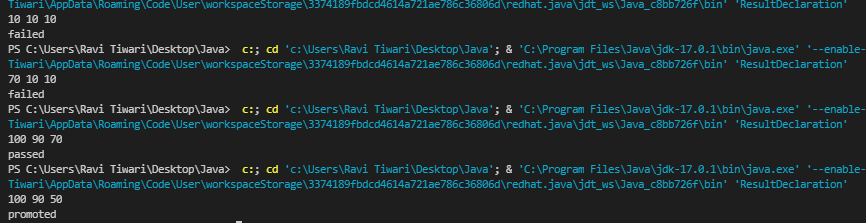 Tiwari\AppData\Roaming\Code\User\workspaceStorage\3374189fbdcd4614a721ae786c36806d\redhat.java\jdt_ws\Java_c8bb726f\bin' 'ResultDeclaration'
10 10 10
failed
PS C:\Users\Ravi Tiwari\Desktop\Java>  c:; cd 'c:\Users\Ravi Tiwari\Desktop\Java'; & 'C:\Program Files\Java\jdk-17.0.1\bin\java.exe' '--enable-
Tiwari\AppData\Roaming\Code\User\workspaceStorage\3374189fbdcd4614a721ae786c36806d\redhat.java\jdt_ws\Java_c8bb726f\bin' 'ResultDeclaration'
70 10 10
failed
PS C:\Users\Ravi Tiwari\Desktop\Java>  c:; cd 'c:\Users\Ravi Tiwari\Desktop\Java'; & 'C:\Program Files\Java\jdk-17.0.1\bin\java.exe' '--enable-
Tiwari\AppData\Roaming\Code\User\workspaceStorage\3374189fbdcd4614a721ae786c36806d\redhat.java\jdt_ws\Java_c8bb726f\bin' 'ResultDeclaration'
100 90 70
passed
PS C:\Users\Ravi Tiwari\Desktop\Java>  c:; cd 'c:\Users\Ravi Tiwari\Desktop\Java'; & 'C:\Program Files\Java\jdk-17.0.1\bin\java.exe' '--enable-
Tiwari\AppData\Roaming\Code\User\workspaceStorage\3374189fbdcd4614a721ae786c36806d\redhat.java\jdt_ws\Java_c8bb726f\bin' 'ResultDeclaration'
100 90 50
promoted